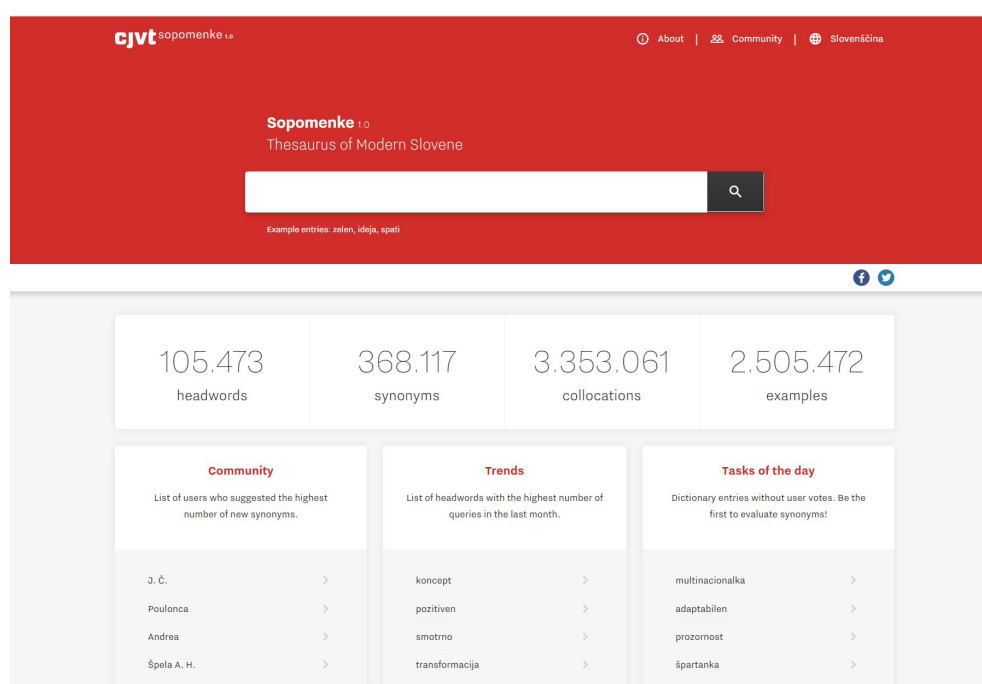 cjvt sopomenke 1.0
About | Community | Slovenščina
Sopomenke 1.0
Thesaurus of Modern Slovene
Example entries: zelen, ideja, spati
105.473
headwords
368.117
synonyms
3.353.061
collocations
2.505.472
examples
Community
List of users who suggested the highest
number of new synonyms.
J. Č.
Poulonca
Andrea
Špela A. H.
Trends
List of headwords with the highest number of
queries in the last month.
koncept
pozitiven
smotrno
transformacija
Tasks of the day
Dictionary entries without user votes. Be the
first to evaluate synonyms!
multinacionalka
adaptabilen
prozornost
špartanka